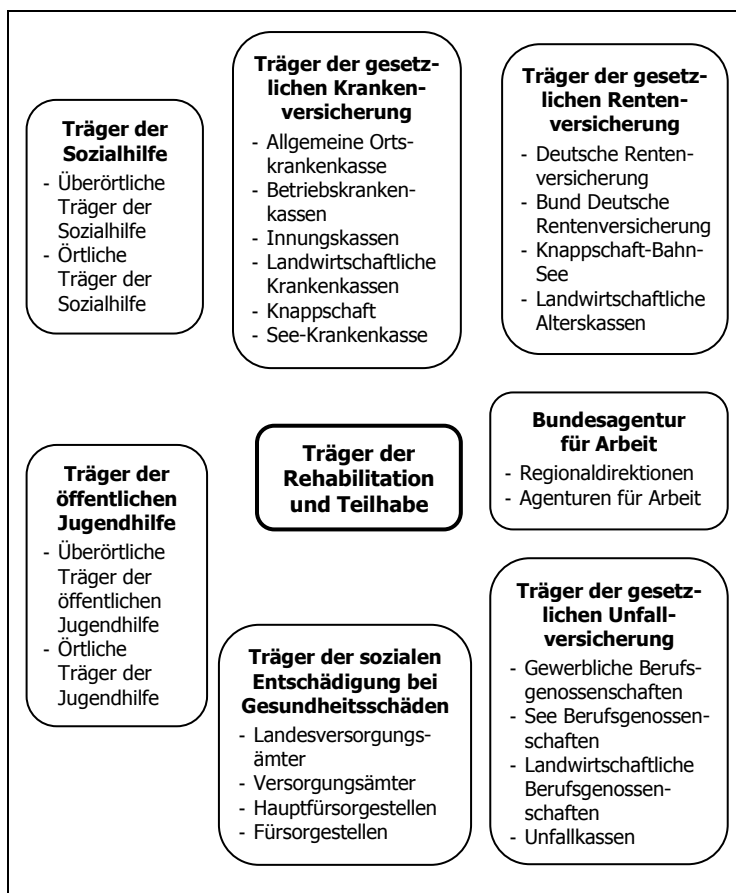 Träger der
Sozialhilfe
- Überörtliche
Träger der
Sozialhilfe
- Örtliche
Träger der
Sozialhilfe
Träger der gesetz-
lichen Kranken-
versicherung
- Allgemeine Orts-
krankenkasse
- Betriebskranken-
kassen
- Innungskassen
- Landwirtschaftliche
Krankenkassen
- Knappschaft
- See-Krankenkasse
Träger der gesetz-
lichen Renten-
versicherung
- Deutsche Renten-
versicherung
- Bund Deutsche
Rentenversicherung
- Knappschaft-Bahn-
See
- Landwirtschaftliche
Alterskassen
Träger der
öffentlichen
Jugendhilfe
- Überörtliche
Träger der
öffentlichen
Jugendhilfe
- Örtliche
Träger der
Jugendhilfe
Träger der
Rehabilitation
und Teilhabe
Bundesagentur
für Arbeit
- Regionaldirektionen
- Agenturen für Arbeit
Träger der sozialen
Entschädigung bei
Gesundheitsschäden
- Landesversorgungs-
ämter
- Versorgungsämter
- Hauptfürsorgestellen
- Fürsorgestellen
Träger der gesetz-
lichen Unfall-
versicherung
- Gewerbliche Berufs-
genossenschaften
- See Berufsgenossen-
schaften
- Landwirtschaftliche
Berufsgenossen-
schaften
- Unfallkassen